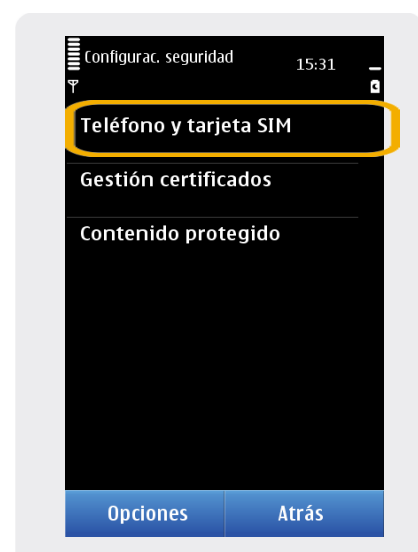 Configurac. seguridad 15:31
Teléfono y tarjeta SIM
Gestión certificados
Contenido protegido
Opciones Atrás